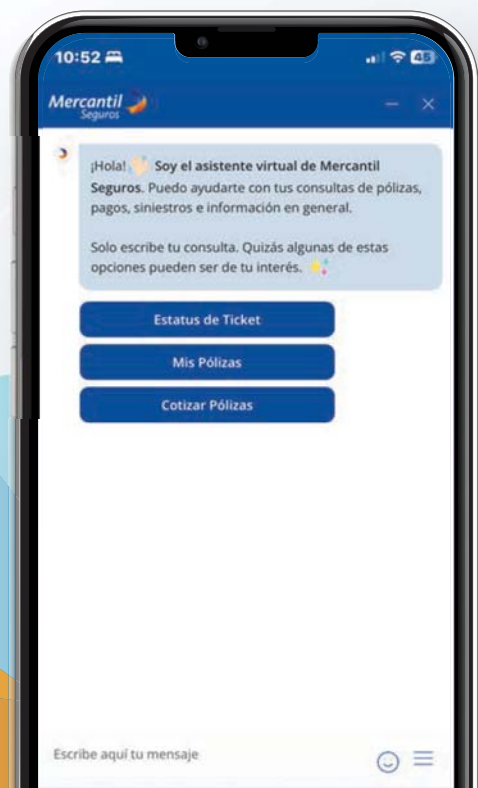 10:52
45
Mercantil
Seguros
¡Hola! Soy el asistente virtual de Mercantil
Seguros. Puedo ayudarte con tus consultas de pólizas,
pagos, siniestros e información en general.
Solo escribe tu consulta. Quizás algunas de estas
opciones pueden ser de tu interés.
Estatus de Ticket
Mis Pólizas
Cotizar Pólizas
Escribe aquí tu mensaje